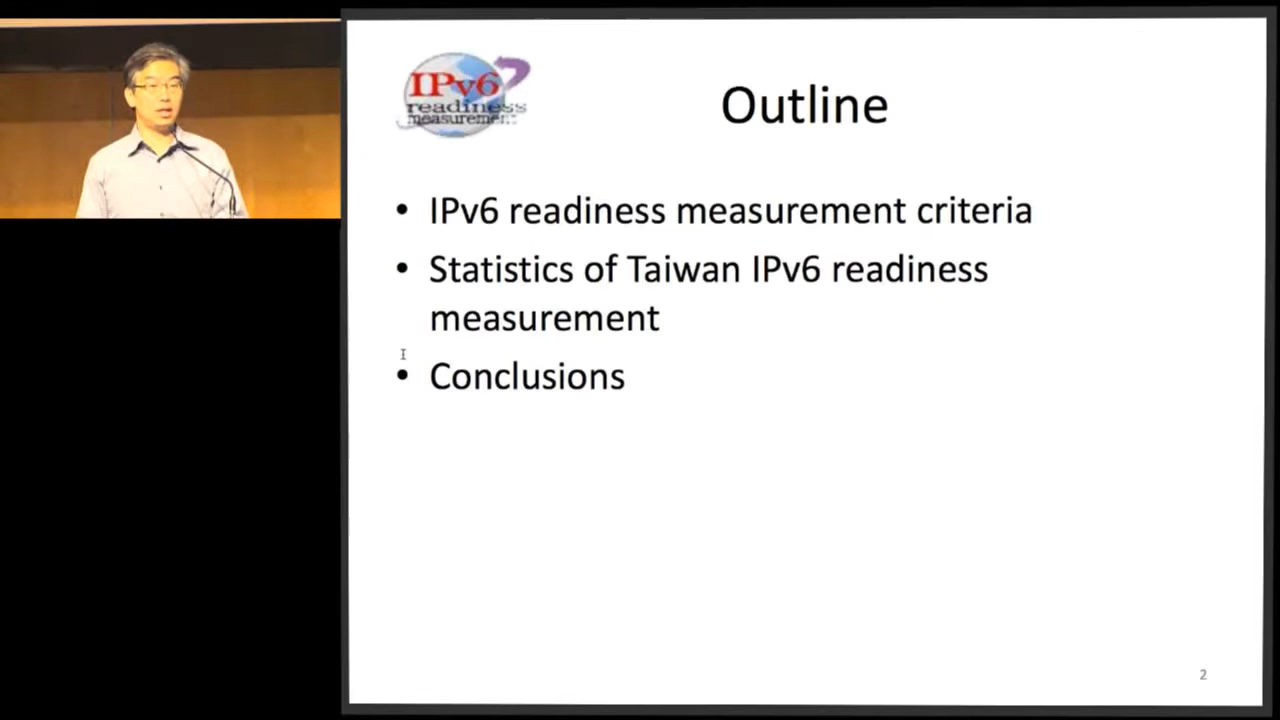 IPv6
readiness
measurement
Outline
• IPv6 readiness measurement criteria
• Statistics of Taiwan IPv6 readiness
measurement
• Conclusions
2